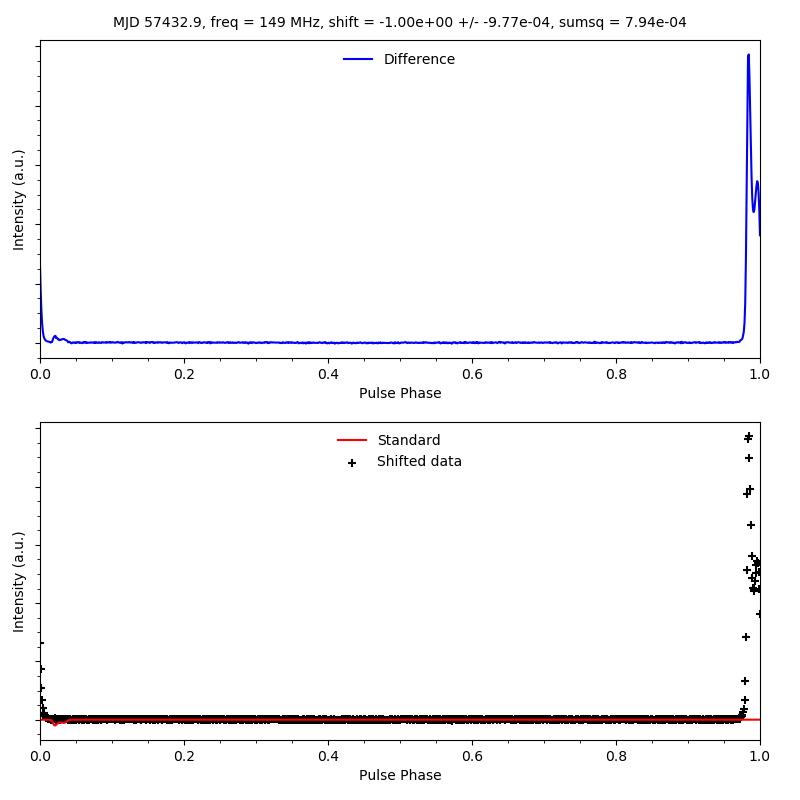 MJD 57432.9, freq = 149 MHz, shift = -1.00e+00 +/- -9.77e-04, sumsq = 7.94e-04
Difference
Intensity (a.u.)
0.0 0.2 0.4 0.6 0.8 1.0
Pulse Phase
Standard
Shifted data
Intensity (a.u.)
0.0 0.2 0.4 0.6 0.8 1.0
Pulse Phase